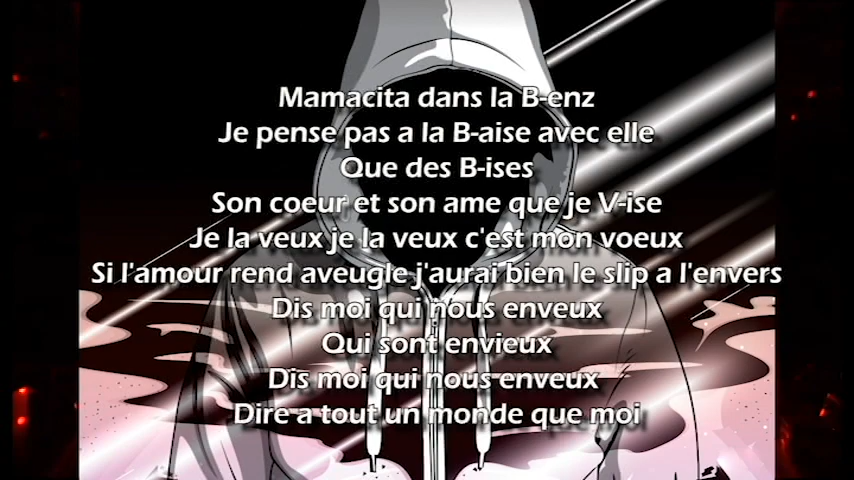 Mamacita dans la B-enz
Je pense pas a la B-aise avec elle
Que des B-ises
Son coeur et son ame que je V-ise
Je la veux je la veux c'est mon voeux
Si l'amour rend aveugle j'aurai bien le slip a l'envers
Dis moi qui nous enveux
Qui sont envieux
Dis moi qui nous enveux
Dire a tout un monde que moi